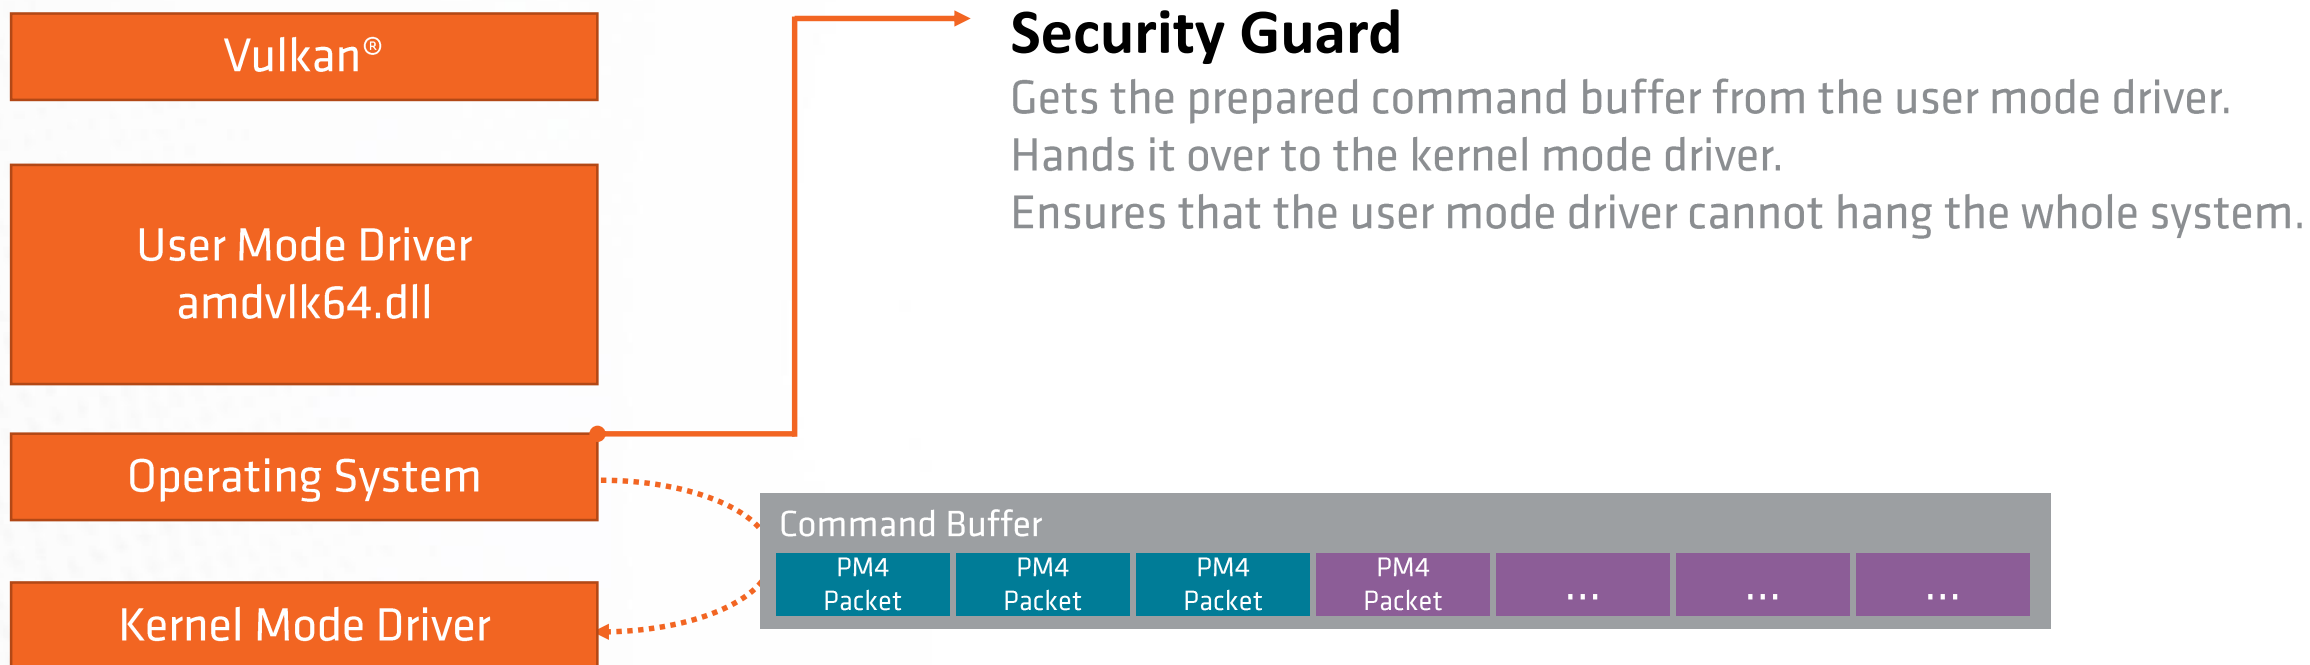 Vulkan®
User Mode Driver
amdvlk64.dll
Operating System
Kernel Mode Driver
Security Guard
Gets the prepared command buffer from the user mode driver.
Hands it over to the kernel mode driver.
Ensures that the user mode driver cannot hang the whole system.
Command Buffer
PM4
Packet
PM4
Packet
PM4
Packet
PM4
Packet
...
...
...